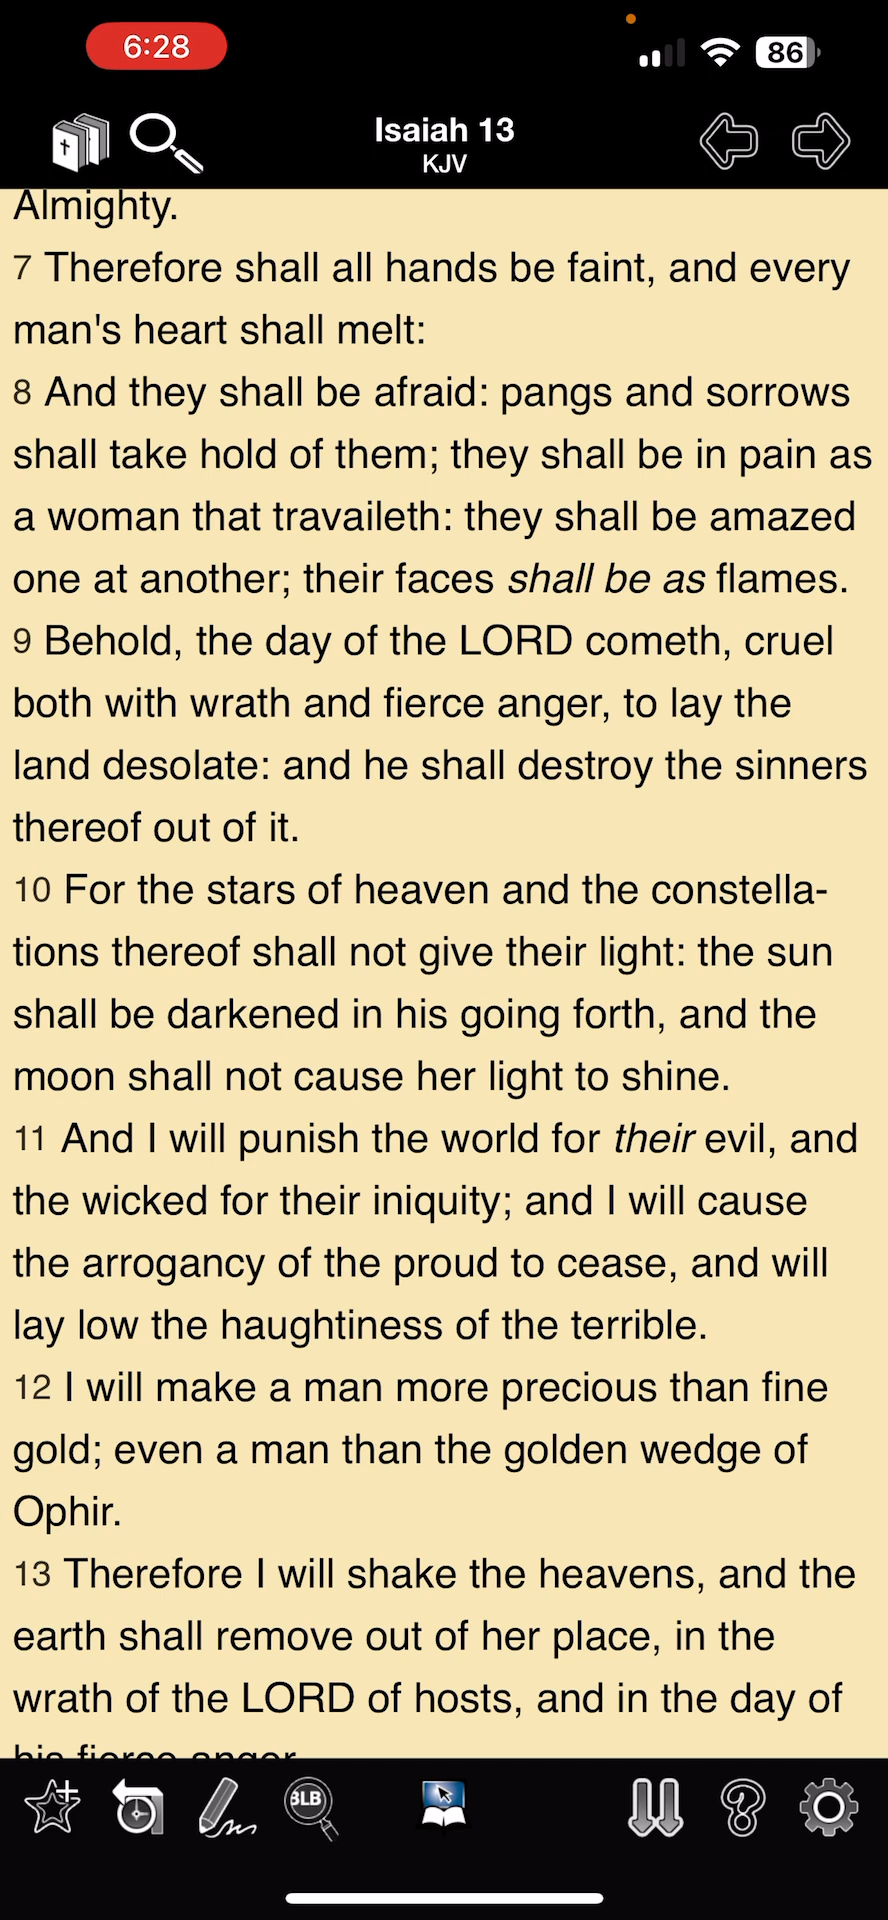 6:28
86
Isaiah 13
KJV
Almighty.
7 Therefore shall all hands be faint, and every
man's heart shall melt:
8 And they shall be afraid: pangs and sorrows
shall take hold of them; they shall be in pain as
a woman that travaileth: they shall be amazed
one at another; their faces shall be as flames.
9 Behold, the day of the LORD cometh, cruel
both with wrath and fierce anger, to lay the
land desolate: and he shall destroy the sinners
thereof out of it.
10 For the stars of heaven and the constella-
tions thereof shall not give their light: the sun
shall be darkened in his going forth, and the
moon shall not cause her light to shine.
11 And I will punish the world for their evil, and
the wicked for their iniquity; and I will cause
the arrogancy of the proud to cease, and will
lay low the haughtiness of the terrible.
12 I will make a man more precious than fine
gold; even a man than the golden wedge of
Ophir.
13 Therefore I will shake the heavens, and the
earth shall remove out of her place, in the
wrath of the LORD of hosts, and in the day of
his fierce anger.
BLB